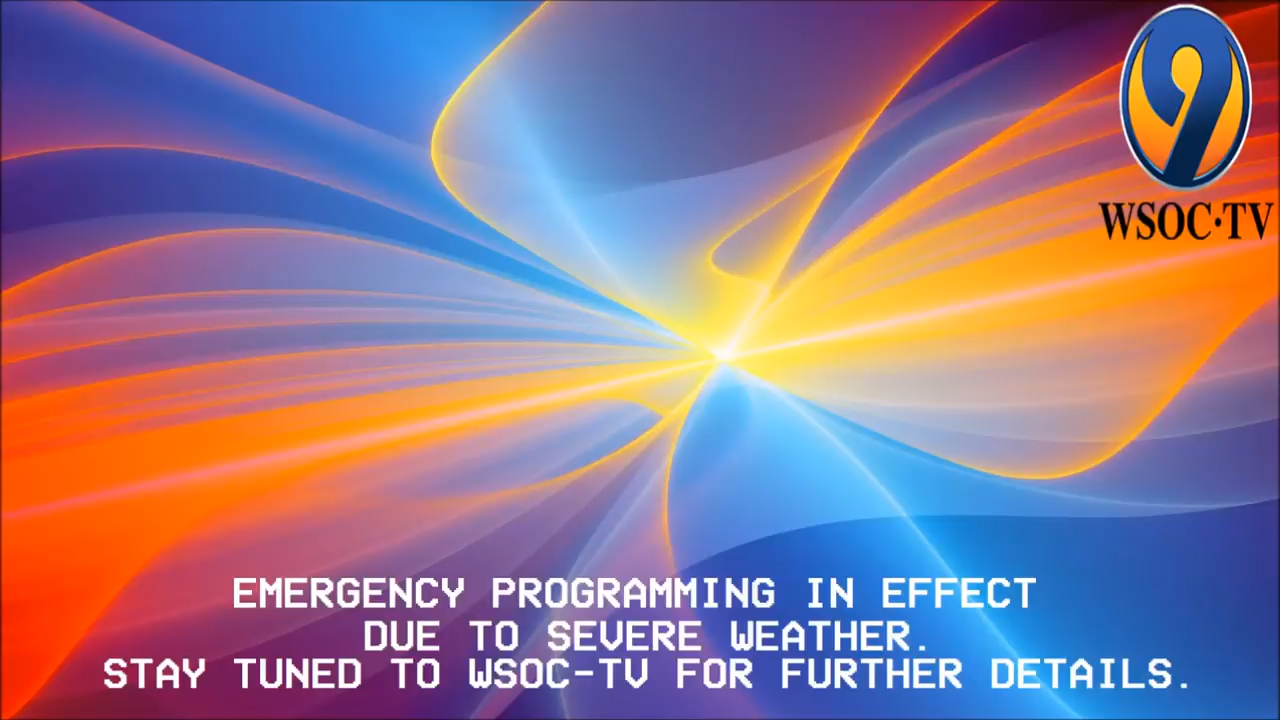 9
WSOC·TV
EMERGENCY PROGRAMMING IN EFFECT
DUE TO SEVERE WEATHER.
STAY TUNED TO WSOC-TV FOR FURTHER DETAILS.